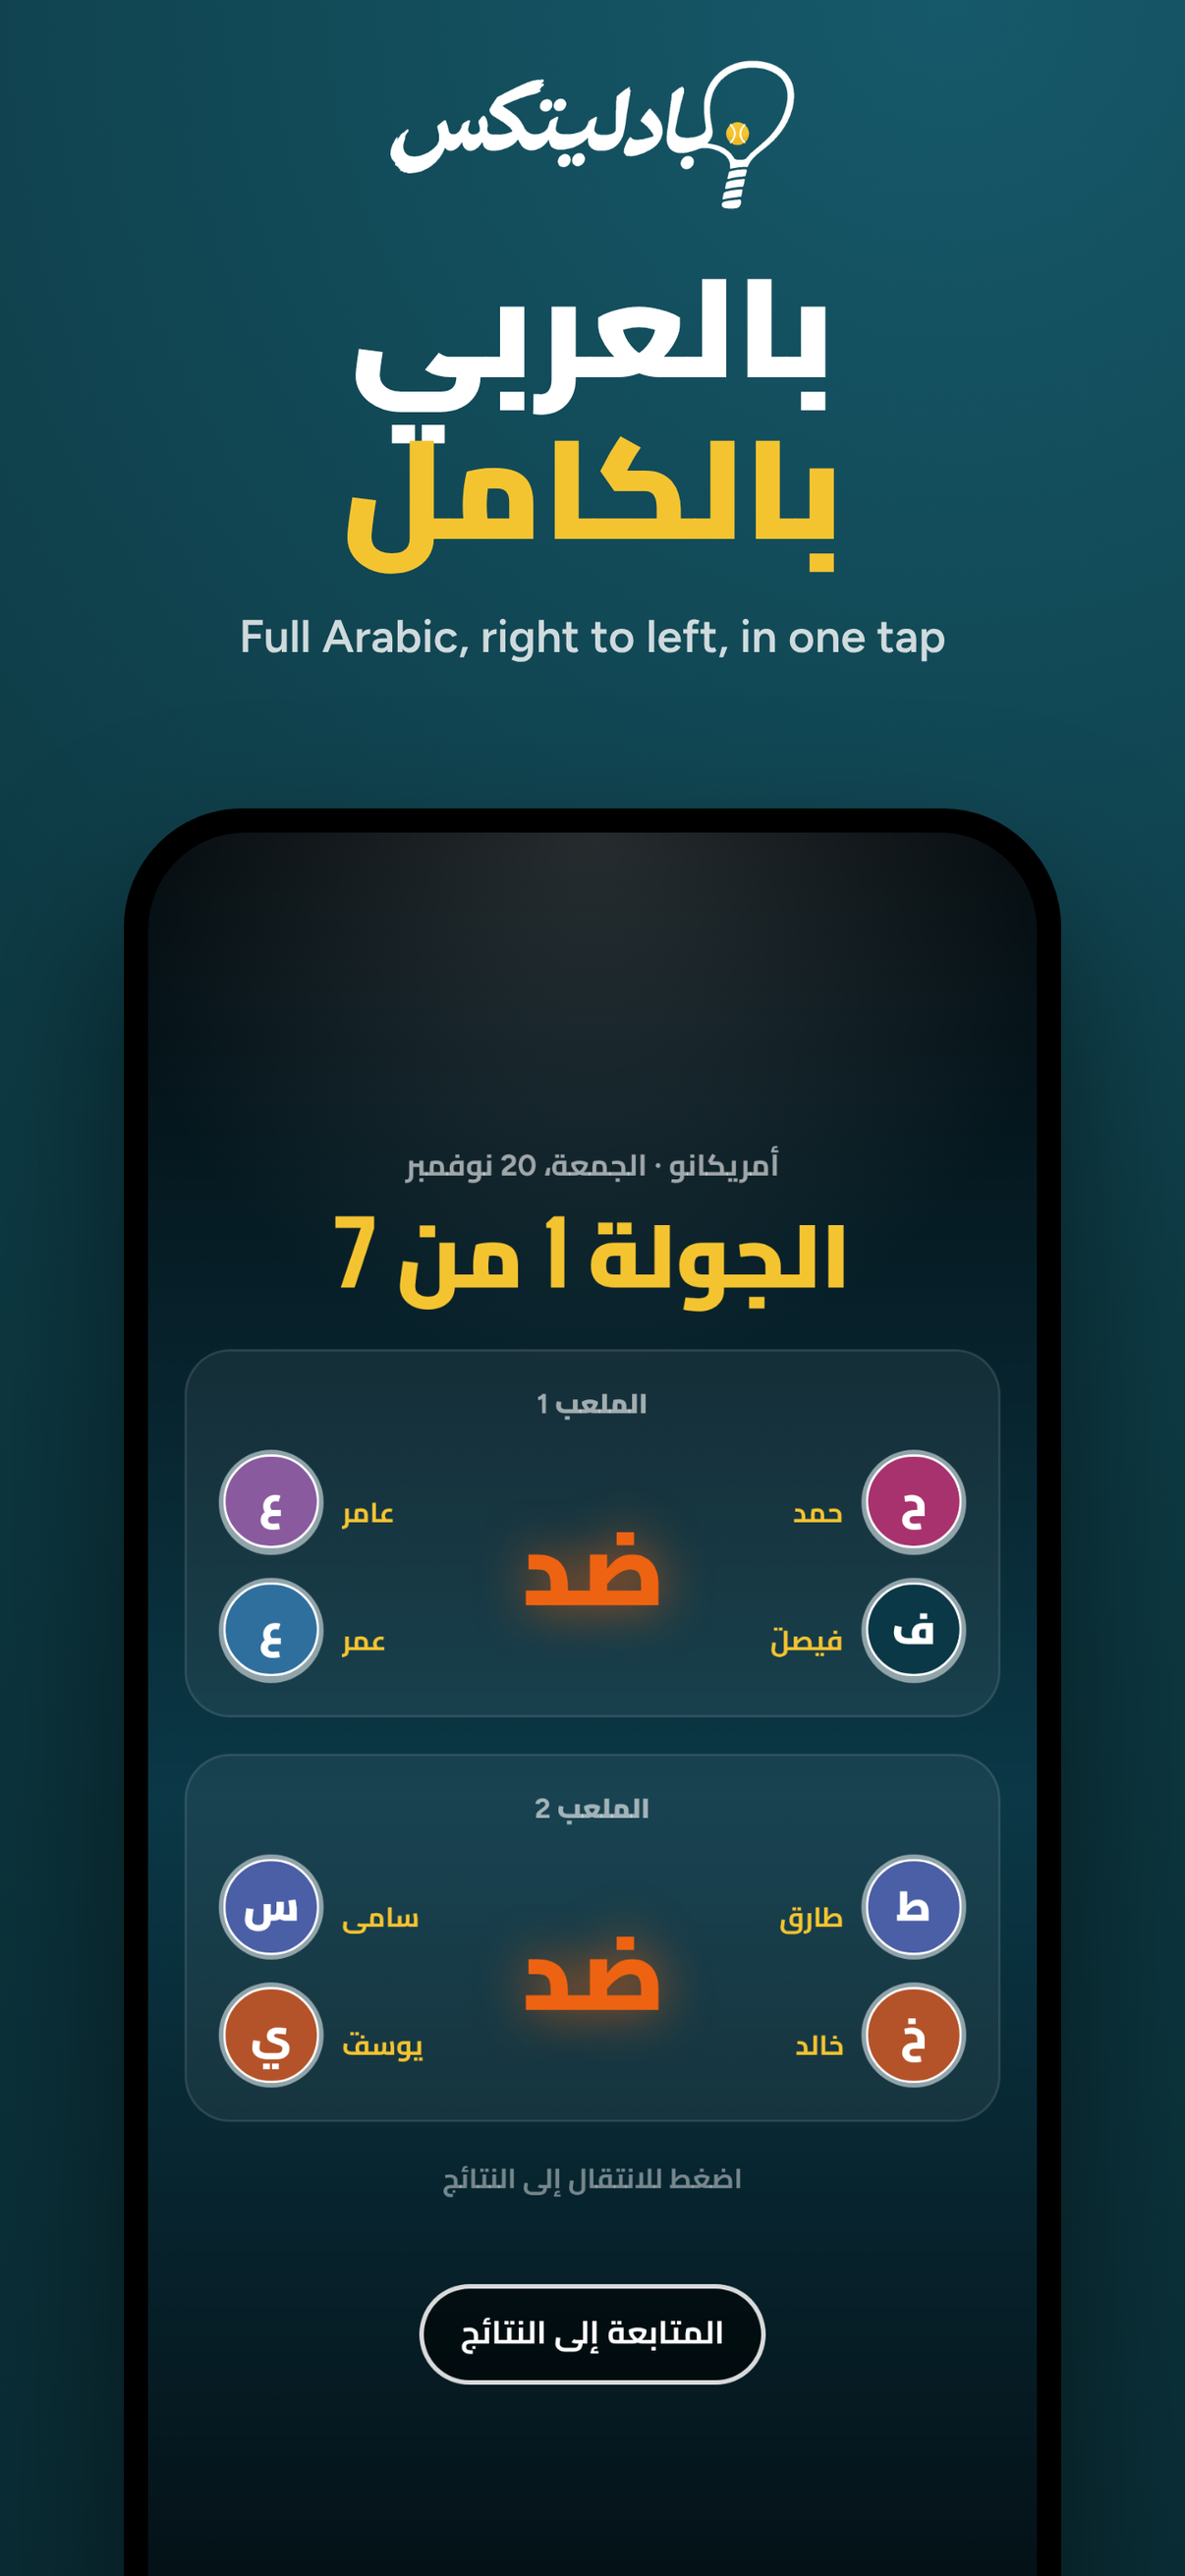 بادليتكس
بالعربي
بالكامل
Full Arabic, right to left, in one tap
أمريكانو · الجمعة، 20 نوفمبر
الجولة 1 من 7
الملعب 1
ح حمد
ع عامر
ضد
ف فيصل
ع عمر
الملعب 2
ط طارق
س سامى
ضد
خ خالد
ي يوسف
اضغط للانتقال إلى النتائج
المتابعة إلى النتائج